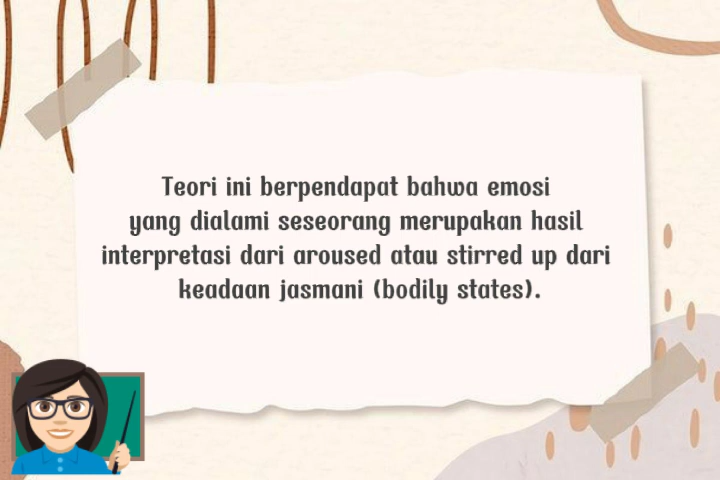 Teori ini berpendapat bahwa emosi
yang dialami seseorang merupakan hasil
interpretasi dari aroused atau stirred up dari
keadaan jasmani (bodily states).